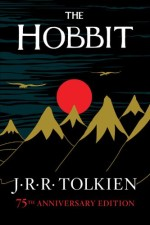 THE
HOBBIT
J·R·R·TOLKIEN
75TH ANNIVERSARY EDITION